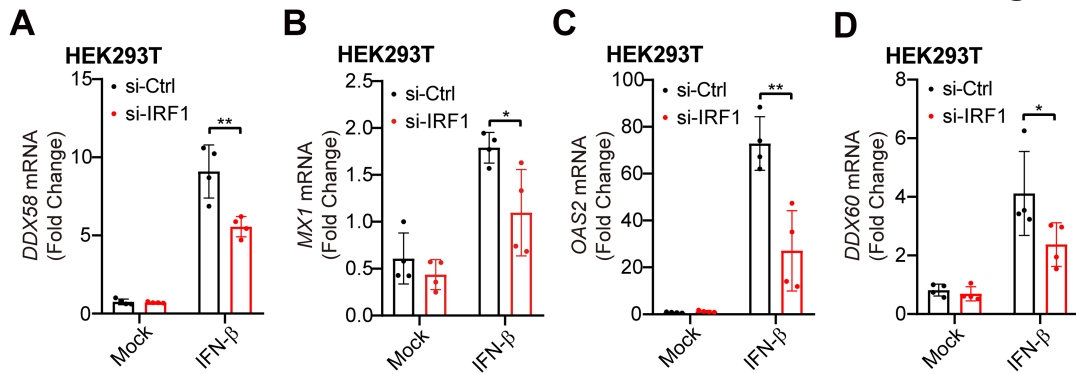 A
HEK293T
DDX58 mRNA
(Fold Change)
15
10
5
0
si-Ctrl
si-IRF1
**
Mock
IFN-β
B
HEK293T
MX1 mRNA
(Fold Change)
2.5
2.0
1.5
1.0
0.5
0.0
si-Ctrl
si-IRF1
*
Mock
IFN-β
C
HEK293T
OAS2 mRNA
(Fold Change)
100
80
60
40
20
0
si-Ctrl
si-IRF1
**
Mock
IFN-β
D
HEK293T
DDX60 mRNA
(Fold Change)
8
6
4
2
0
si-Ctrl
si-IRF1
*
Mock
IFN-β